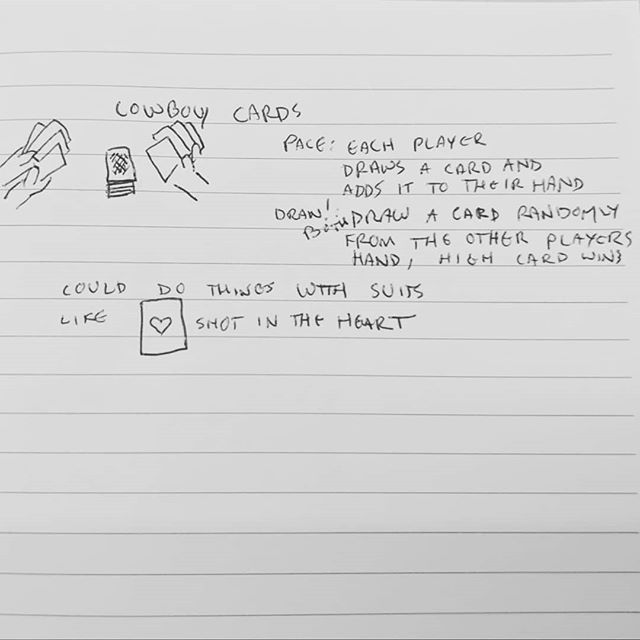 COWBOY CARDS
PACE: EACH PLAYER
DRAWS A CARD AND
ADDS IT TO THEIR HAND
DRAW! BOTH DRAW A CARD RANDOMLY
FROM THE OTHER PLAYERS
HAND, HIGH CARD WINS
COULD DO THINGS WITH SUITS
LIKE SHOT IN THE HEART